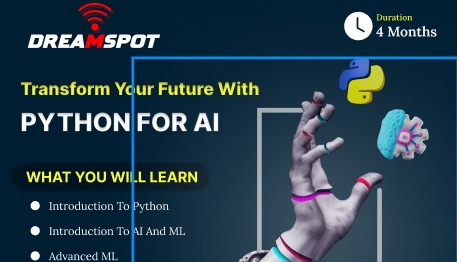 DREAMSPOT
Duration
4 Months
Transform Your Future With
PYTHON FOR AI
WHAT YOU WILL LEARN
Introduction To Python
Introduction To AI And ML
Advanced ML
AI